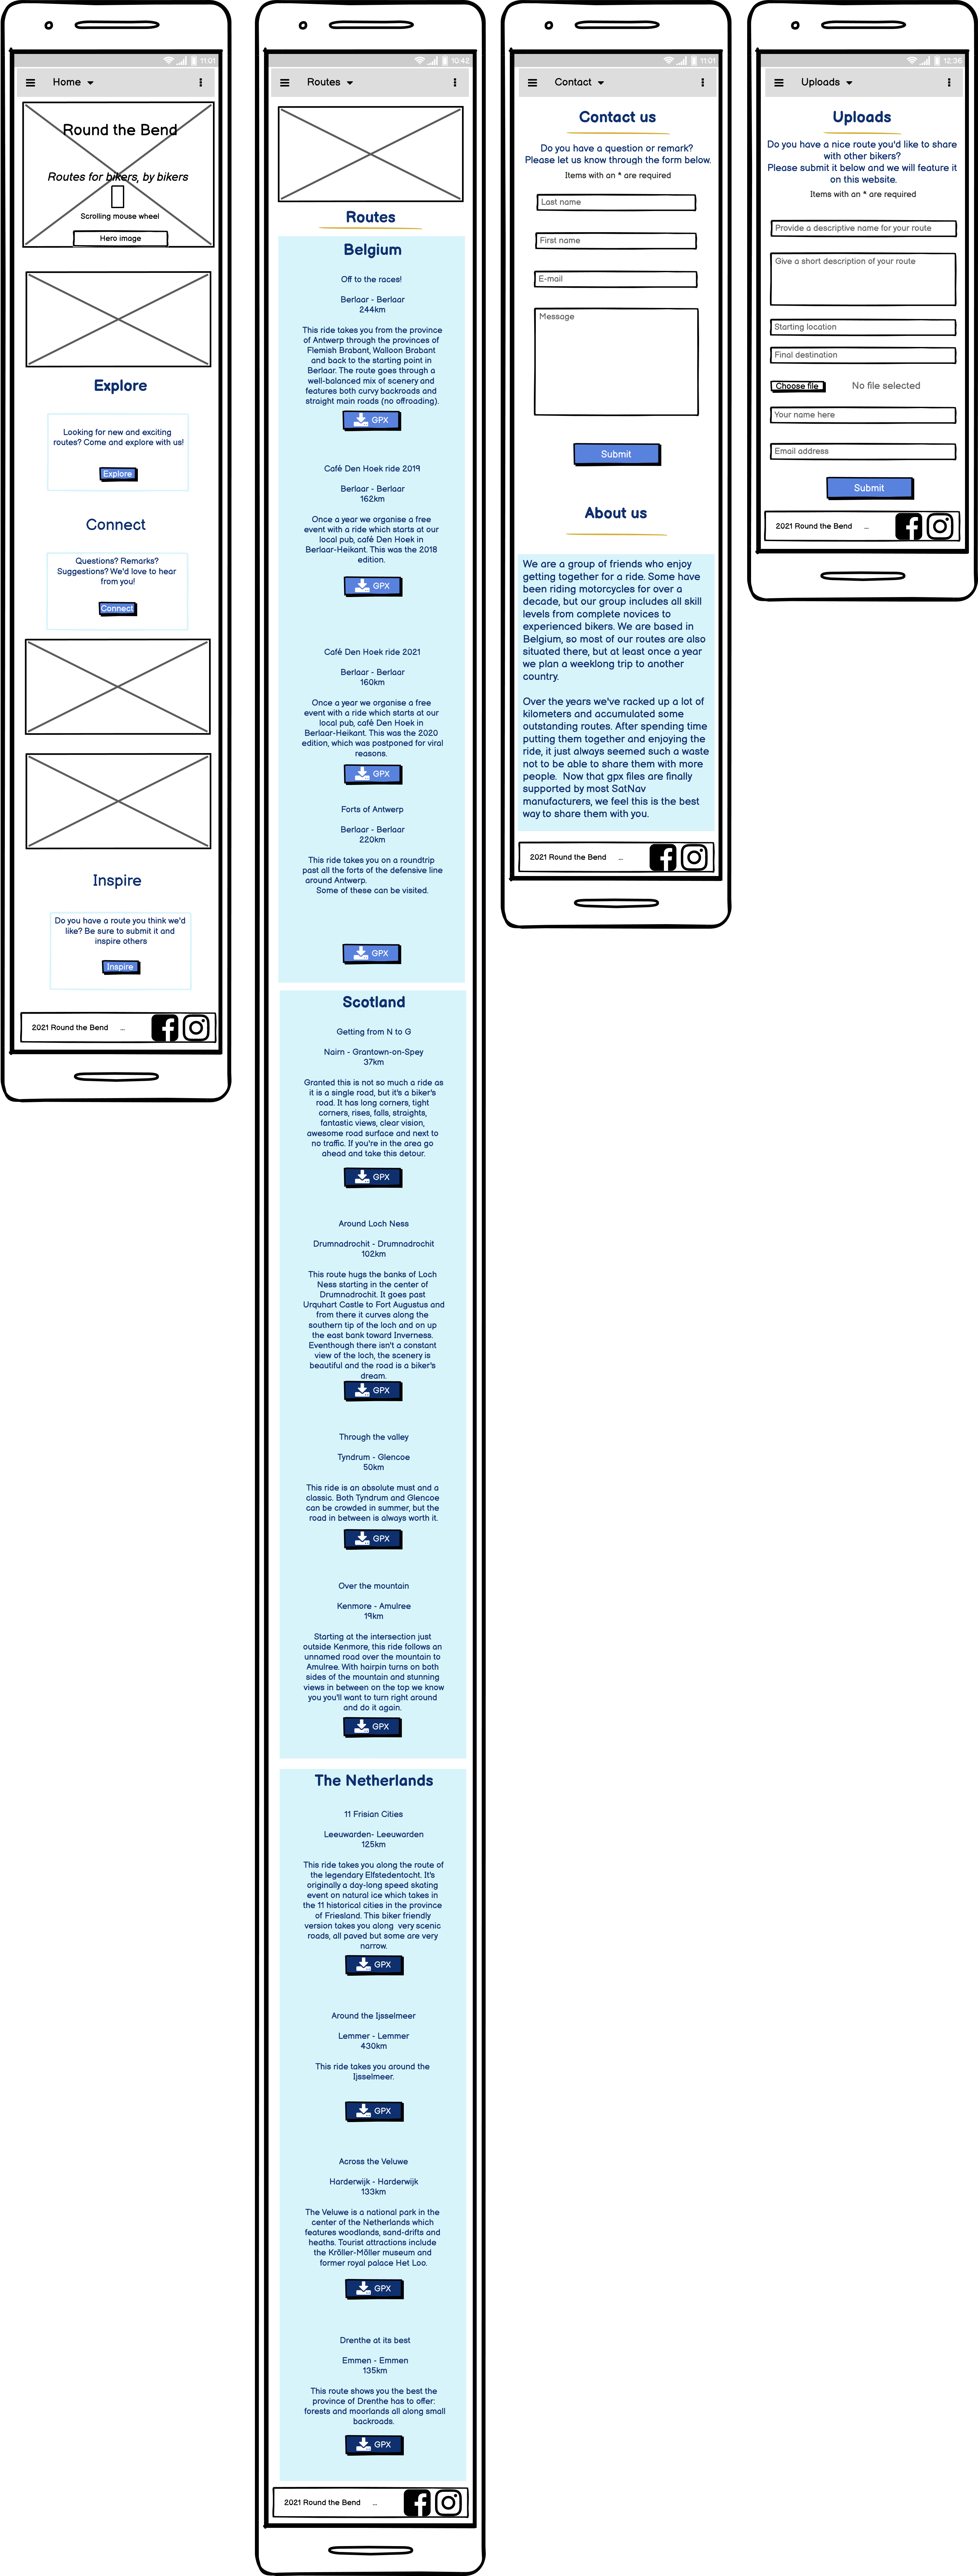 11:01
Home
Round the Bend
Routes for bikers, by bikers
Scrolling mouse wheel
Hero image
Explore
Looking for new and exciting
routes? Come and explore with us!
Explore
Connect
Questions? Remarks?
Suggestions? We'd love to hear
from you!
Connect
Inspire
Do you have a route you think we'd
like? Be sure to submit it and
inspire others
Inspire
2021 Round the Bend ...
10:42
Routes
Routes
Belgium
Off to the races!
Berlaar - Berlaar
244km
This ride takes you from the province
of Antwerp through the provinces of
Flemish Brabant, Walloon Brabant
and back to the starting point in
Berlaar. The route goes through a
well-balanced mix of scenery and
features both curvy backroads and
straight main roads (no offroading).
GPX
Café Den Hoek ride 2019
Berlaar - Berlaar
162km
Once a year we organise a free
event with a ride which starts at our
local pub, café Den Hoek in
Berlaar-Heikant. This was the 2018
edition.
GPX
Café Den Hoek ride 2021
Berlaar - Berlaar
160km
Once a year we organise a free
event with a ride which starts at our
local pub, café Den Hoek in
Berlaar-Heikant. This was the 2020
edition, which was postponed for viral
reasons.
GPX
Forts of Antwerp
Berlaar - Berlaar
220km
This ride takes you on a roundtrip
past all the forts of the defensive line
around Antwerp.
Some of these can be visited.
GPX
Scotland
Getting from N to G
Nairn - Grantown-on-Spey
37km
Granted this is not so much a ride as
it is a single road, but it's a biker's
road. It has long corners, tight
corners, rises, falls, straights,
fantastic views, clear vision,
awesome road surface and next to
no traffic. If you're in the area go
ahead and take this detour.
GPX
Around Loch Ness
Drumnadrochit - Drumnadrochit
102km
This route hugs the banks of Loch
Ness starting in the center of
Drumnadrochit. It goes past
Urquhart Castle to Fort Augustus and
from there it curves along the
southern tip of the loch and on up
the east bank toward Inverness.
Eventhough there isn't a constant
view of the loch, the scenery is
beautiful and the road is a biker's
dream.
GPX
Through the valley
Tyndrum - Glencoe
50km
This ride is an absolute must and a
classic. Both Tyndrum and Glencoe
can be crowded in summer, but the
road in between is always worth it.
GPX
Over the mountain
Kenmore - Amulree
19km
Starting at the intersection just
outside Kenmore, this ride follows an
unnamed road over the mountain to
Amulree. With hairpin turns on both
sides of the mountain and stunning
views in between on the top we know
you you'll want to turn right around
and do it again.
GPX
The Netherlands
11 Frisian Cities
Leeuwarden- Leeuwarden
125km
This ride takes you along the route of
the legendary Elfstedentocht. It's
originally a day-long speed skating
event on natural ice which takes in
the 11 historical cities in the province
of Friesland. This biker friendly
version takes you along very scenic
roads, all paved but some are very
narrow.
GPX
Around the Ijsselmeer
Lemmer - Lemmer
430km
This ride takes you around the
Ijsselmeer.
GPX
Across the Veluwe
Harderwijk - Harderwijk
133km
The Veluwe is a national park in the
center of the Netherlands which
features woodlands, sand-drifts and
heaths. Tourist attractions include
the Kröller-Möller museum and
former royal palace Het Loo.
GPX
Drenthe at its best
Emmen - Emmen
135km
This route shows you the best the
province of Drenthe has to offer:
forests and moorlands all along small
backroads.
GPX
2021 Round the Bend ...
11:01
Contact
Contact us
Do you have a question or remark?
Please let us know through the form below.
Items with an * are required
Last name
First name
E-mail
Message
Submit
About us
We are a group of friends who enjoy
getting together for a ride. Some have
been riding motorcycles for over a
decade, but our group includes all skill
levels from complete novices to
experienced bikers. We are based in
Belgium, so most of our routes are also
situated there, but at least once a year
we plan a weeklong trip to another
country.
Over the years we've racked up a lot of
kilometers and accumulated some
outstanding routes. After spending time
putting them together and enjoying the
ride, it just always seemed such a waste
not to be able to share them with more
people. Now that gpx files are finally
supported by most SatNav
manufacturers, we feel this is the best
way to share them with you.
2021 Round the Bend ...
12:36
Uploads
Uploads
Do you have a nice route you'd like to share
with other bikers?
Please submit it below and we will feature it
on this website.
Items with an * are required
Provide a descriptive name for your route
Give a short description of your route
Starting location
Final destination
Choose file No file selected
Your name here
Email address
Submit
2021 Round the Bend ...